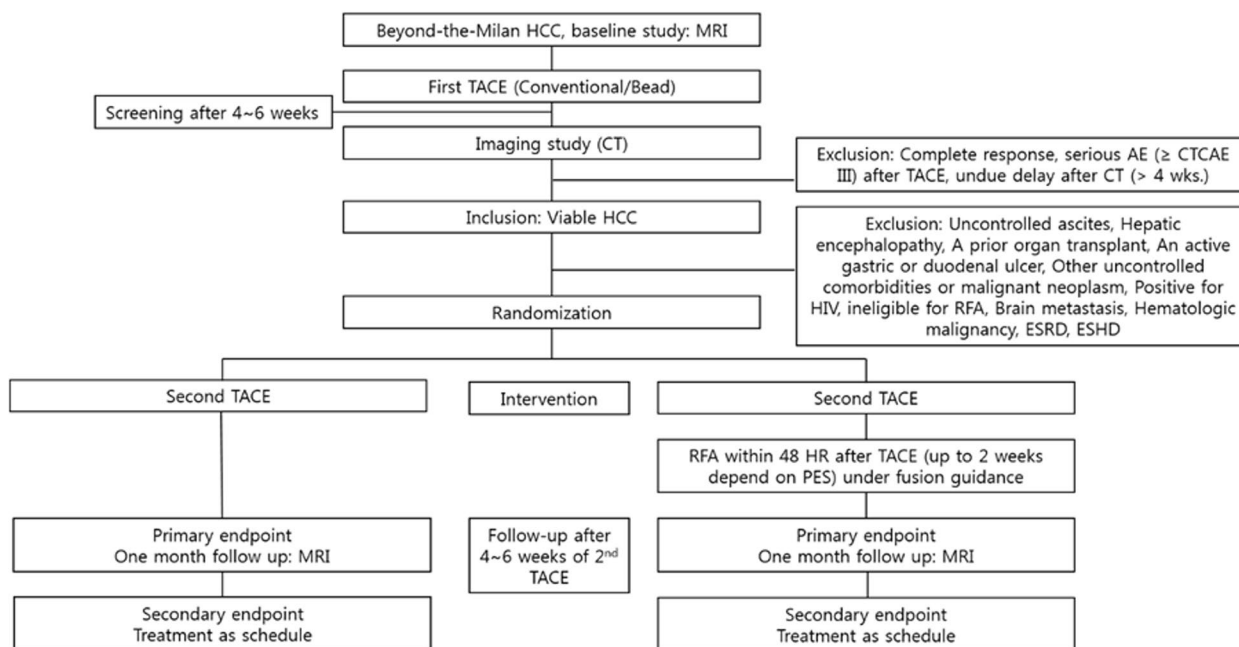 Beyond-the-Milan HCC, baseline study: MRI
First TACE (Conventional/Bead)
Screening after 4~6 weeks
Imaging study (CT)
Exclusion: Complete response, serious AE (≥ CTCAE
III) after TACE, undue delay after CT (> 4 wks.)
Inclusion: Viable HCC
Exclusion: Uncontrolled ascites, Hepatic
encephalopathy, A prior organ transplant, An active
gastric or duodenal ulcer, Other uncontrolled
comorbidities or malignant neoplasm, Positive for
HIV, ineligible for RFA, Brain metastasis, Hematologic
malignancy, ESRD, ESHD
Randomization
Second TACE
Intervention
Second TACE
RFA within 48 HR after TACE (up to 2 weeks
depend on PES) under fusion guidance
Primary endpoint
One month follow up: MRI
Follow-up after
4~6 weeks of 2nd
TACE
Primary endpoint
One month follow up: MRI
Secondary endpoint
Treatment as schedule
Secondary endpoint
Treatment as schedule